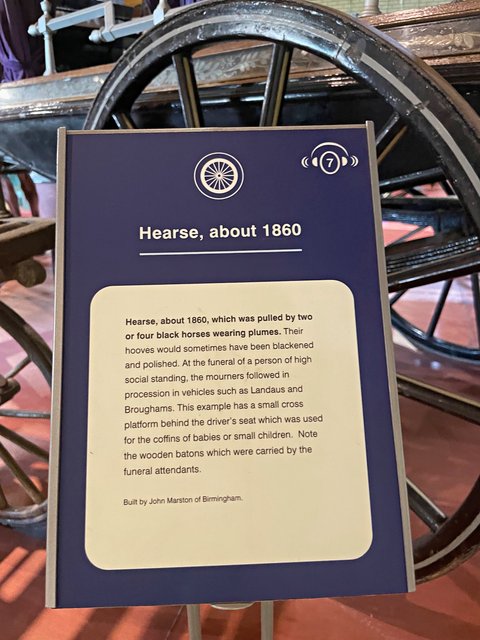 7
Hearse, about 1860
Hearse, about 1860, which was pulled by two
or four black horses wearing plumes. Their
hooves would sometimes have been blackened
and polished. At the funeral of a person of high
social standing, the mourners followed in
procession in vehicles such as Landaus and
Broughams. This example has a small cross
platform behind the driver's seat which was used
for the coffins of babies or small children. Note
the wooden batons which were carried by the
funeral attendants.
Built by John Marston of Birmingham.